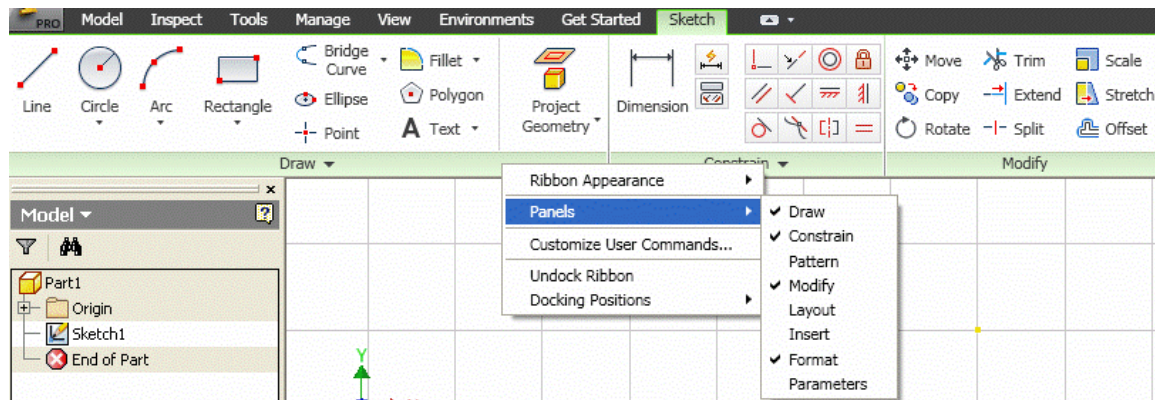 PRO Model Inspect Tools Manage View Environments Get Started Sketch
Line
Circle
Arc
Rectangle
Bridge
Curve
Ellipse
Point
Fillet
Polygon
A Text
Project
Geometry
Dimension
Move
Copy
Rotate
Trim
Extend
Split
Scale
Stretch
Offset
Draw
Constrain
Modify
Model
Part1
Origin
Sketch1
End of Part
Y
Ribbon Appearance
Panels
Customize User Commands...
Undock Ribbon
Docking Positions
Draw
Constrain
Pattern
Modify
Layout
Insert
Format
Parameters